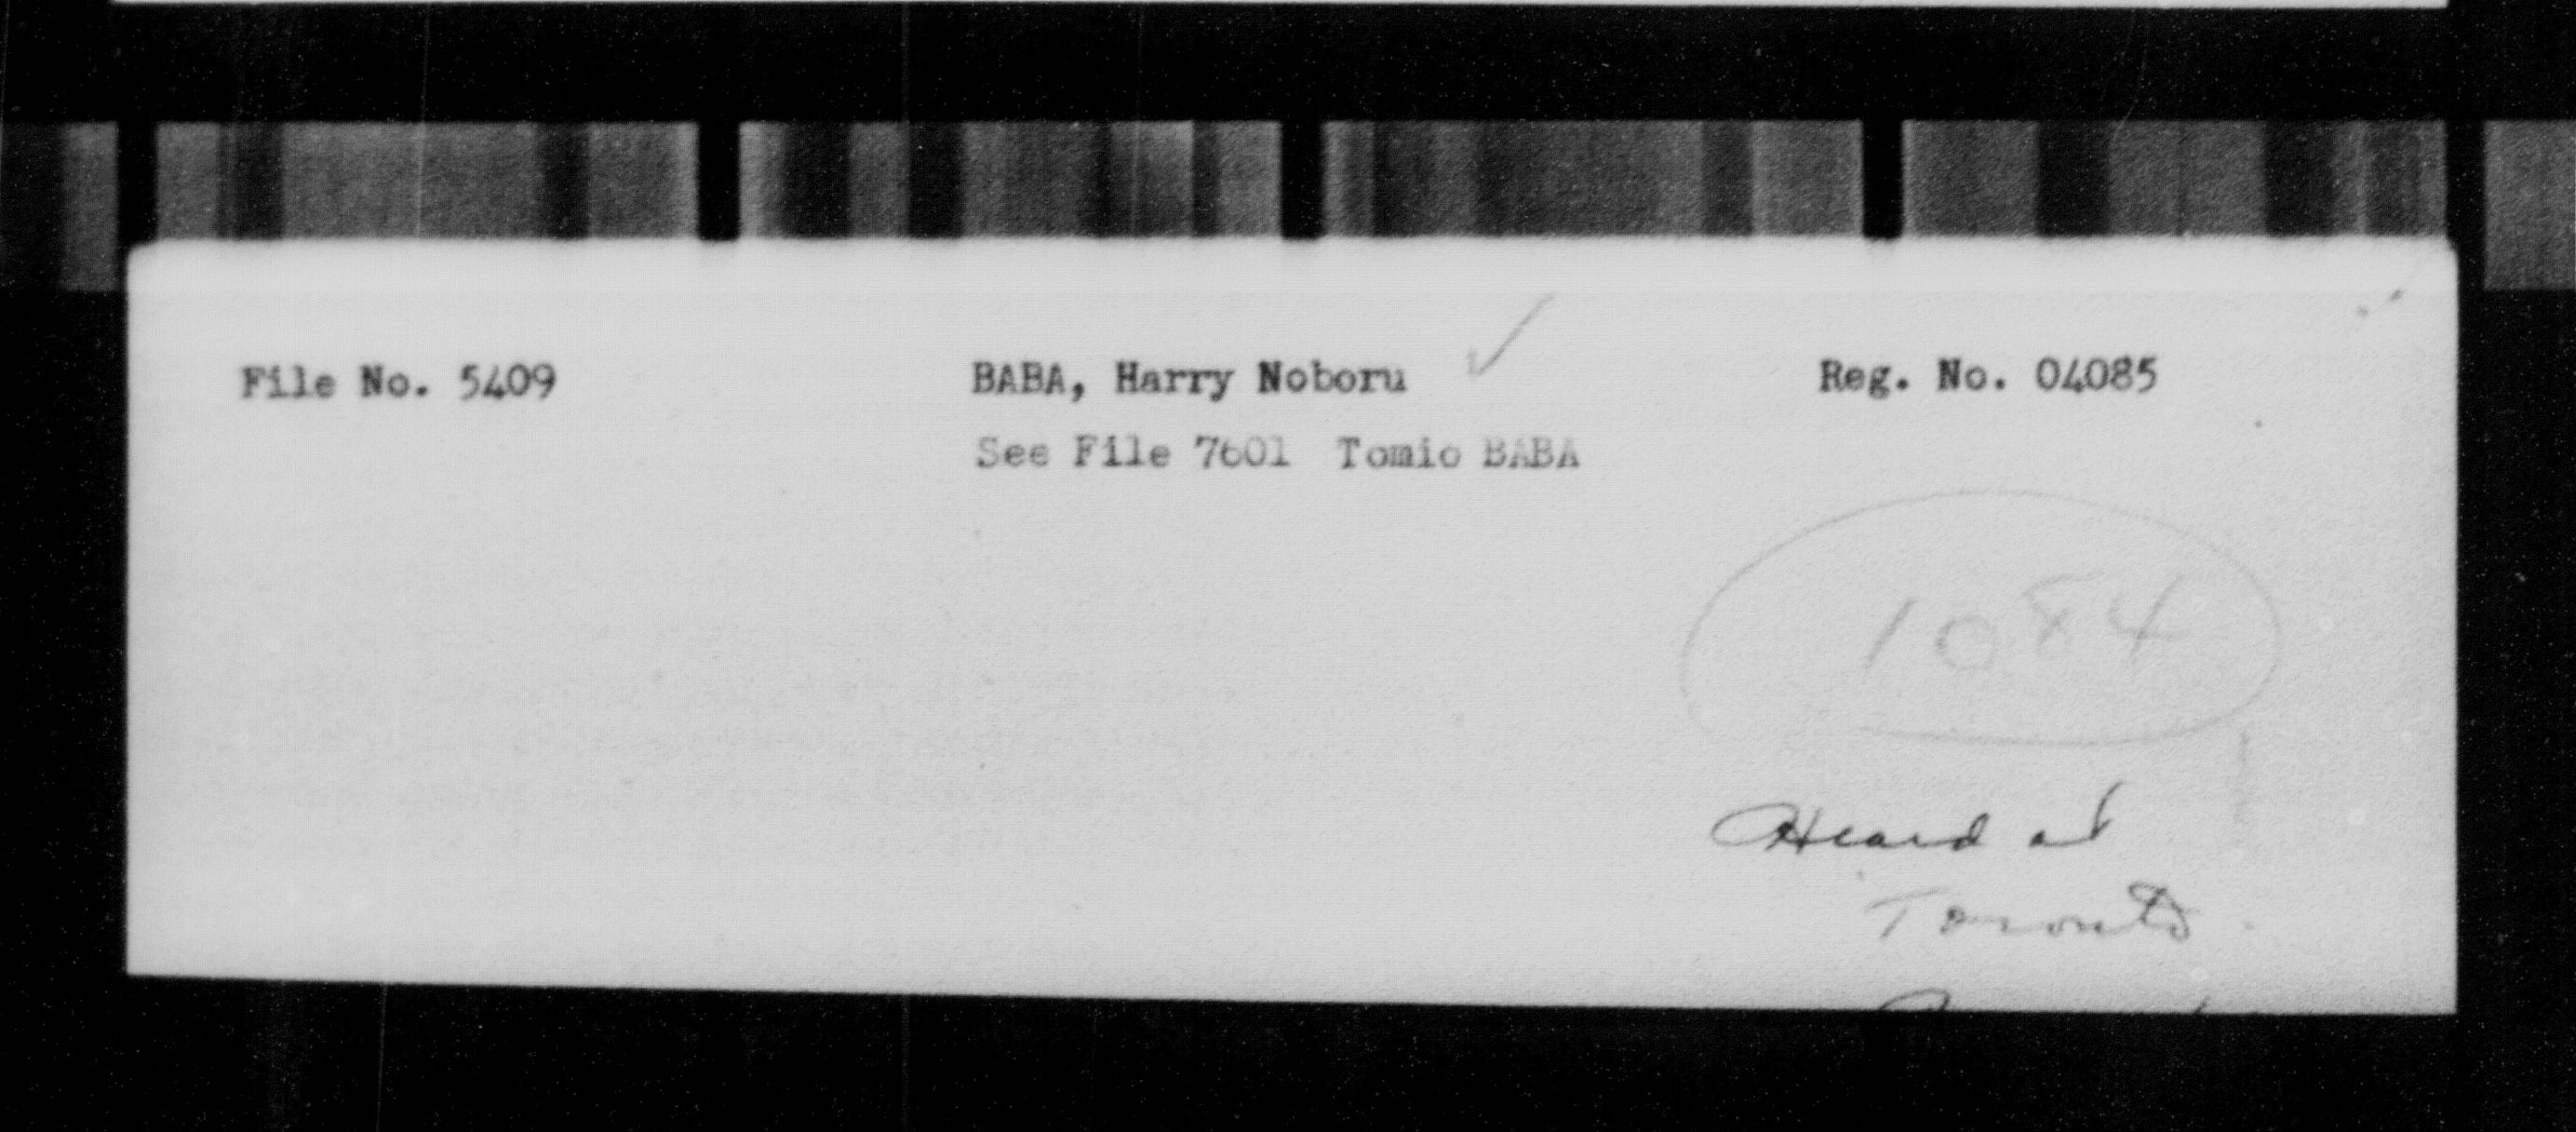 File No. 5409 BABA, Harry Noboru Reg. No. 04085
See File 7601 Tomio BABA
1084
Heard at
Toronto